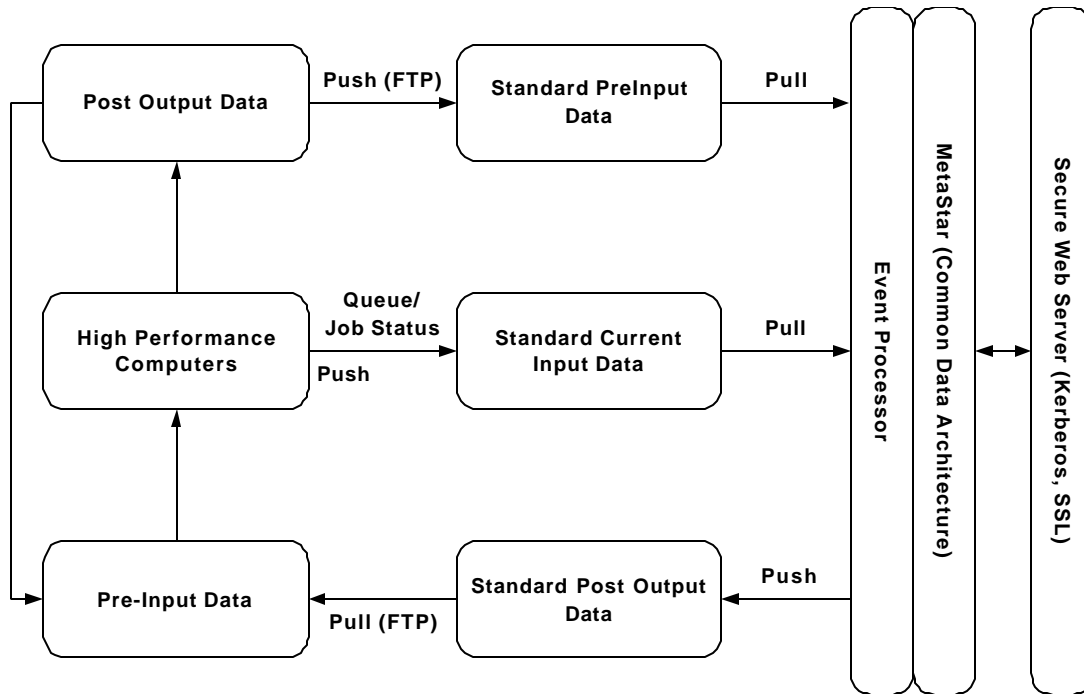 Post Output Data
Push (FTP)
Standard PreInput
Data
Pull
High Performance
Computers
Queue/
Job Status
Push
Standard Current
Input Data
Pull
Pre-Input Data
Pull (FTP)
Standard Post Output
Data
Push
Event Processor
MetaStar (Common Data Architecture)
Secure Web Server (Kerberos, SSL)